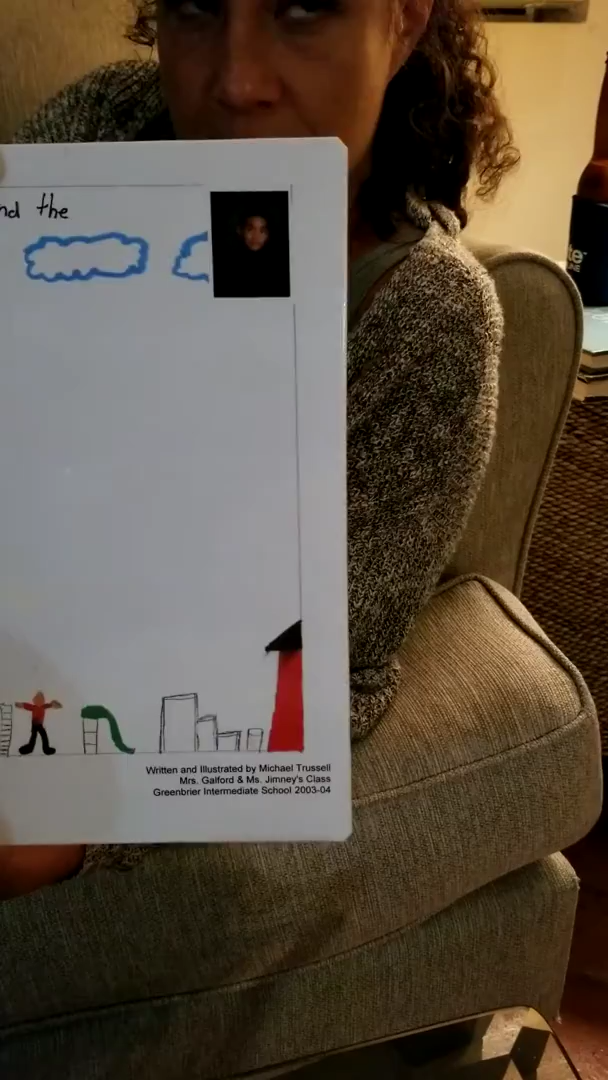 nd the
Written and Illustrated by Michael Trussell
Mrs. Galford & Ms. Jimney's Class
Greenbrier Intermediate School 2003-04